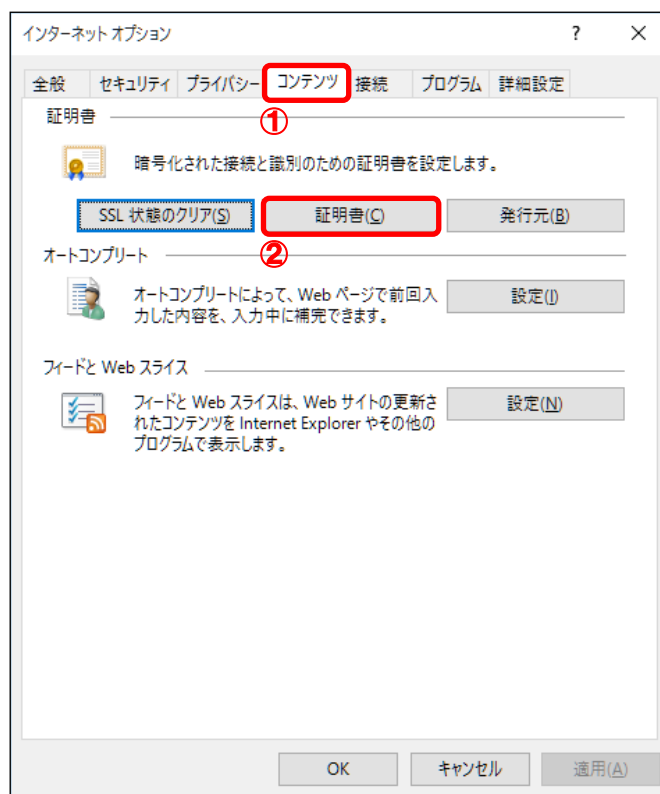 インターネット オプション ? ×
全般 セキュリティ プライバシー コンテンツ 接続 プログラム 詳細設定
①
証明書
暗号化された接続と識別のための証明書を設定します。
SSL 状態のクリア(S) 証明書(C) 発行元(B)
②
オートコンプリート
オートコンプリートによって、Web ページで前回入
力した内容を、入力中に補完できます。
設定(I)
フィードと Web スライス
フィードと Web スライスは、Web サイトの更新さ
れたコンテンツを Internet Explorer やその他の
プログラムで表示します。
設定(N)
OK キャンセル 適用(A)